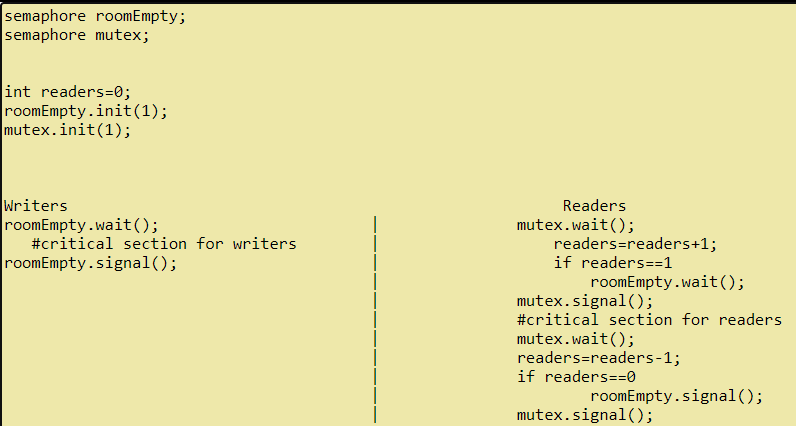 semaphore roomEmpty;
semaphore mutex;
int readers=0;
roomEmpty.init(1);
mutex.init(1);
Writers
roomEmpty.wait();
#critical section for writers
roomEmpty.signal();
Readers
mutex.wait();
readers=readers+1;
if readers==1
roomEmpty.wait();
mutex.signal();
#critical section for readers
mutex.wait();
readers=readers-1;
if readers==0
roomEmpty.signal();
mutex.signal();